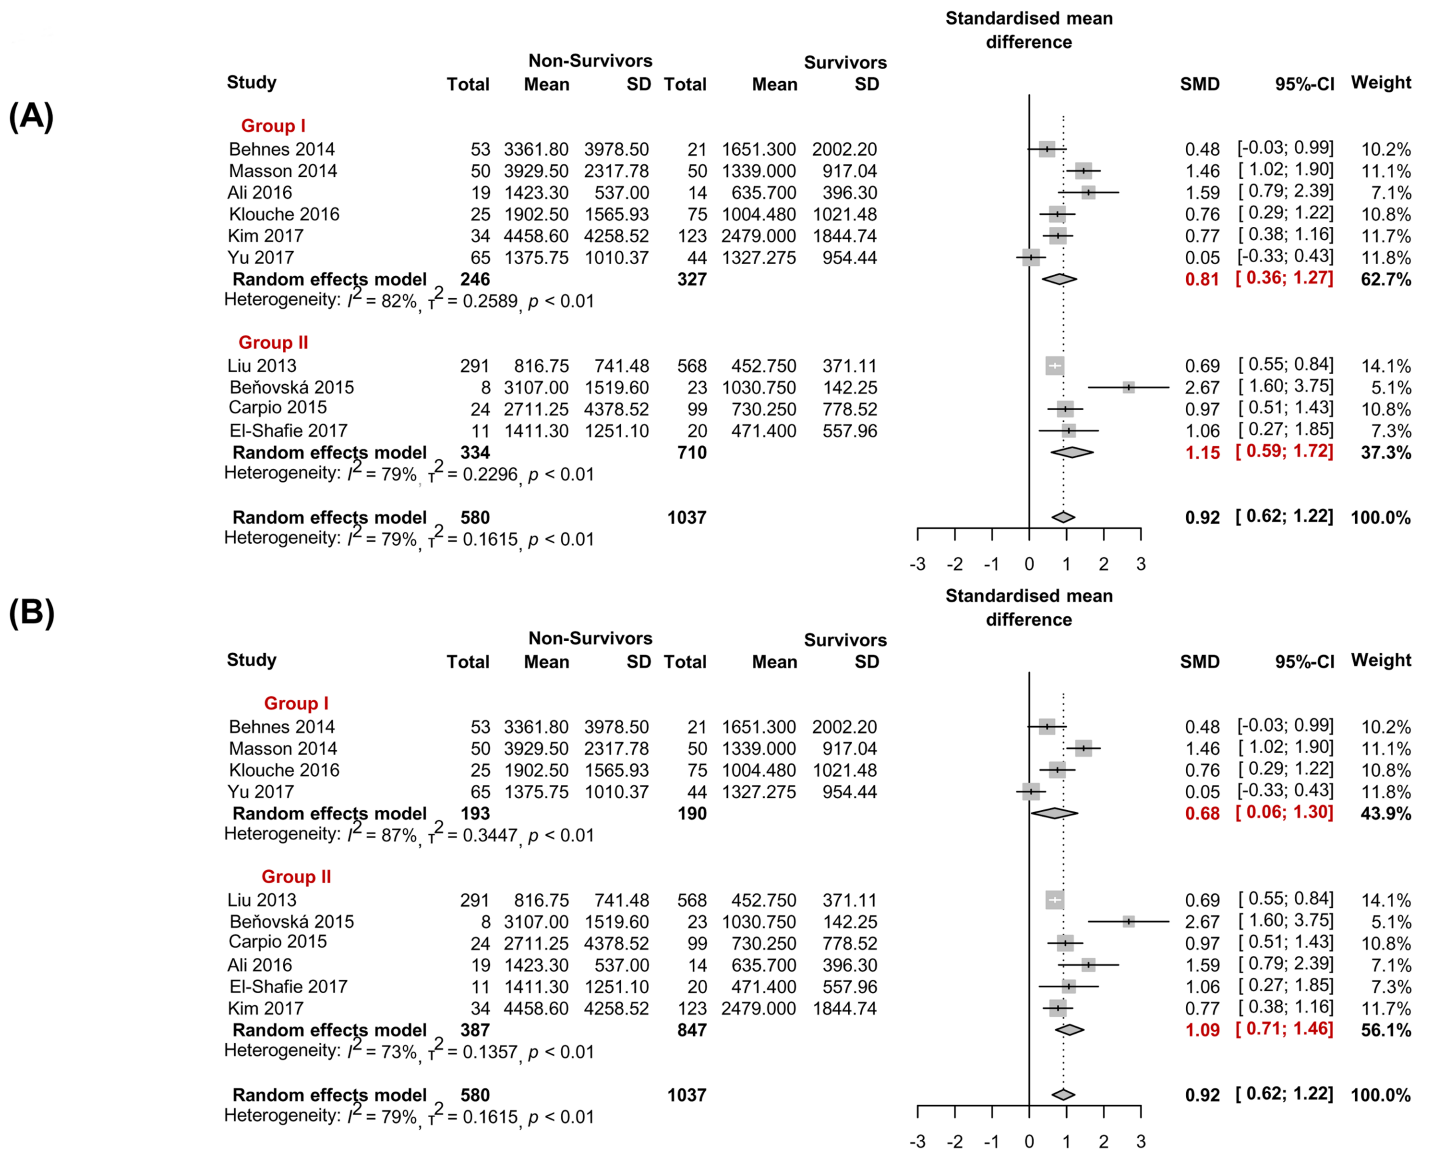 Standardised mean
difference
Non-Survivors Survivors
Study Total Mean SD Total Mean SD SMD 95%-CI Weight
(A)
Group I
Behnes 2014 53 3361.80 3978.50 21 1651.300 2002.20 0.48 [-0.03; 0.99] 10.2%
Masson 2014 50 3929.50 2317.78 50 1339.000 917.04 1.46 [ 1.02; 1.90] 11.1%
Ali 2016 19 1423.30 537.00 14 635.700 396.30 1.59 [ 0.79; 2.39] 7.1%
Klouche 2016 25 1902.50 1565.93 75 1004.480 1021.48 0.76 [ 0.29; 1.22] 10.8%
Kim 2017 34 4458.60 4258.52 123 2479.000 1844.74 0.77 [ 0.38; 1.16] 11.7%
Yu 2017 65 1375.75 1010.37 44 1327.275 954.44 0.05 [-0.33; 0.43] 11.8%
Random effects model 246 327 0.81 [ 0.36; 1.27] 62.7%
Heterogeneity: I² = 82%, τ² = 0.2589, p < 0.01
Group II
Liu 2013 291 816.75 741.48 568 452.750 371.11 0.69 [ 0.55; 0.84] 14.1%
Beňovská 2015 8 3107.00 1519.60 23 1030.750 142.25 2.67 [ 1.60; 3.75] 5.1%
Carpio 2015 24 2711.25 4378.52 99 730.250 778.52 0.97 [ 0.51; 1.43] 10.8%
El-Shafie 2017 11 1411.30 1251.10 20 471.400 557.96 1.06 [ 0.27; 1.85] 7.3%
Random effects model 334 710 1.15 [ 0.59; 1.72] 37.3%
Heterogeneity: I² = 79%, τ² = 0.2296, p < 0.01
Random effects model 580 1037 0.92 [ 0.62; 1.22] 100.0%
Heterogeneity: I² = 79%, τ² = 0.1615, p < 0.01
-3 -2 -1 0 1 2 3
(B)
Standardised mean
difference
Non-Survivors Survivors
Study Total Mean SD Total Mean SD SMD 95%-CI Weight
Group I
Behnes 2014 53 3361.80 3978.50 21 1651.300 2002.20 0.48 [-0.03; 0.99] 10.2%
Masson 2014 50 3929.50 2317.78 50 1339.000 917.04 1.46 [ 1.02; 1.90] 11.1%
Klouche 2016 25 1902.50 1565.93 75 1004.480 1021.48 0.76 [ 0.29; 1.22] 10.8%
Yu 2017 65 1375.75 1010.37 44 1327.275 954.44 0.05 [-0.33; 0.43] 11.8%
Random effects model 193 190 0.68 [ 0.06; 1.30] 43.9%
Heterogeneity: I² = 87%, τ² = 0.3447, p < 0.01
Group II
Liu 2013 291 816.75 741.48 568 452.750 371.11 0.69 [ 0.55; 0.84] 14.1%
Beňovská 2015 8 3107.00 1519.60 23 1030.750 142.25 2.67 [ 1.60; 3.75] 5.1%
Carpio 2015 24 2711.25 4378.52 99 730.250 778.52 0.97 [ 0.51; 1.43] 10.8%
Ali 2016 19 1423.30 537.00 14 635.700 396.30 1.59 [ 0.79; 2.39] 7.1%
El-Shafie 2017 11 1411.30 1251.10 20 471.400 557.96 1.06 [ 0.27; 1.85] 7.3%
Kim 2017 34 4458.60 4258.52 123 2479.000 1844.74 0.77 [ 0.38; 1.16] 11.7%
Random effects model 387 847 1.09 [ 0.71; 1.46] 56.1%
Heterogeneity: I² = 73%, τ² = 0.1357, p < 0.01
Random effects model 580 1037 0.92 [ 0.62; 1.22] 100.0%
Heterogeneity: I² = 79%, τ² = 0.1615, p < 0.01
-3 -2 -1 0 1 2 3